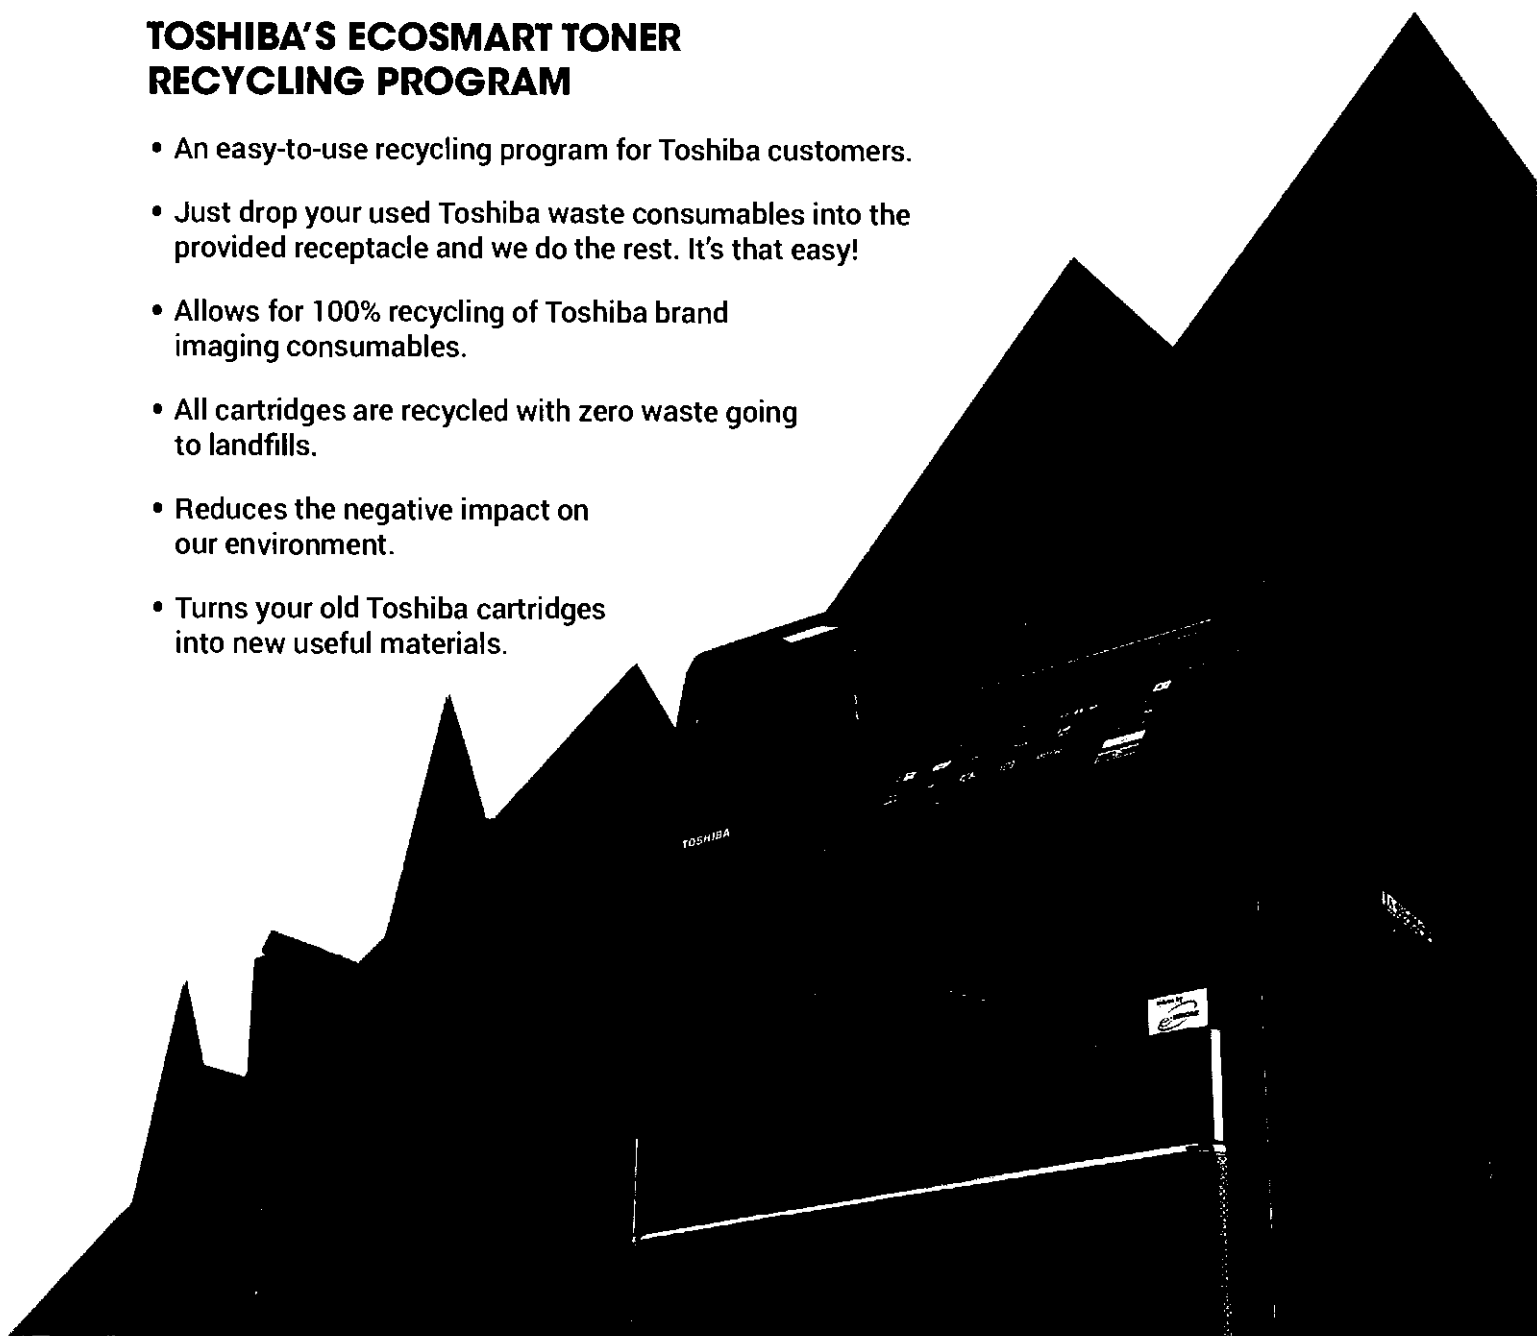 TOSHIBA'S ECOSMART TONER
RECYCLING PROGRAM
• An easy-to-use recycling program for Toshiba customers.
• Just drop your used Toshiba waste consumables into the
provided receptacle and we do the rest. It's that easy!
• Allows for 100% recycling of Toshiba brand
imaging consumables.
• All cartridges are recycled with zero waste going
to landfills.
• Reduces the negative impact on
our environment.
• Turns your old Toshiba cartridges
into new useful materials.
TOSHIBA